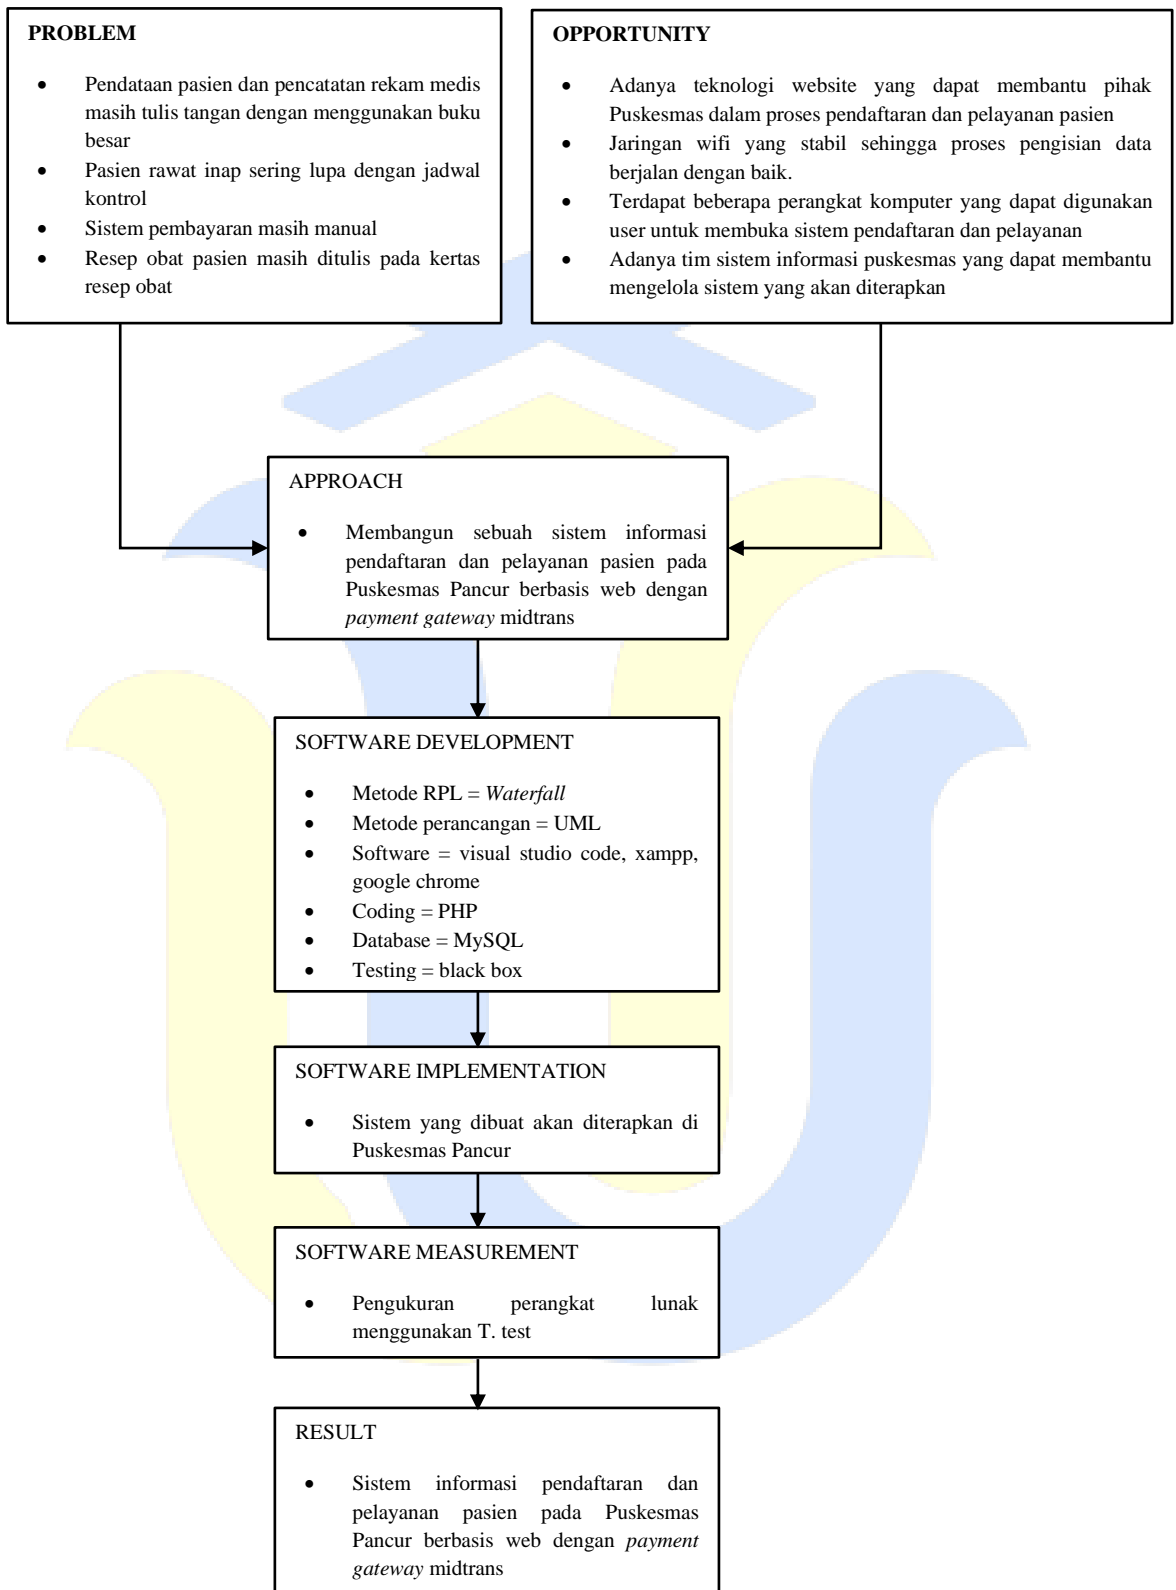 PROBLEM
• Pendataan pasien dan pencatatan rekam medis
masih tulis tangan dengan menggunakan buku
besar
• Pasien rawat inap sering lupa dengan jadwal
kontrol
• Sistem pembayaran masih manual
• Resep obat pasien masih ditulis pada kertas
resep obat
OPPORTUNITY
• Adanya teknologi website yang dapat membantu pihak
Puskesmas dalam proses pendaftaran dan pelayanan pasien
• Jaringan wifi yang stabil sehingga proses pengisian data
berjalan dengan baik.
• Terdapat beberapa perangkat komputer yang dapat digunakan
user untuk membuka sistem pendaftaran dan pelayanan
• Adanya tim sistem informasi puskesmas yang dapat membantu
mengelola sistem yang akan diterapkan
APPROACH
• Membangun sebuah sistem informasi
pendaftaran dan pelayanan pasien pada
Puskesmas Pancur berbasis web dengan
payment gateway midtrans
SOFTWARE DEVELOPMENT
• Metode RPL = Waterfall
• Metode perancangan = UML
• Software = visual studio code, xampp,
google chrome
• Coding = PHP
• Database = MySQL
• Testing = black box
SOFTWARE IMPLEMENTATION
• Sistem yang dibuat akan diterapkan di
Puskesmas Pancur
SOFTWARE MEASUREMENT
• Pengukuran perangkat lunak
menggunakan T. test
RESULT
• Sistem informasi pendaftaran dan
pelayanan pasien pada Puskesmas
Pancur berbasis web dengan payment
gateway midtrans